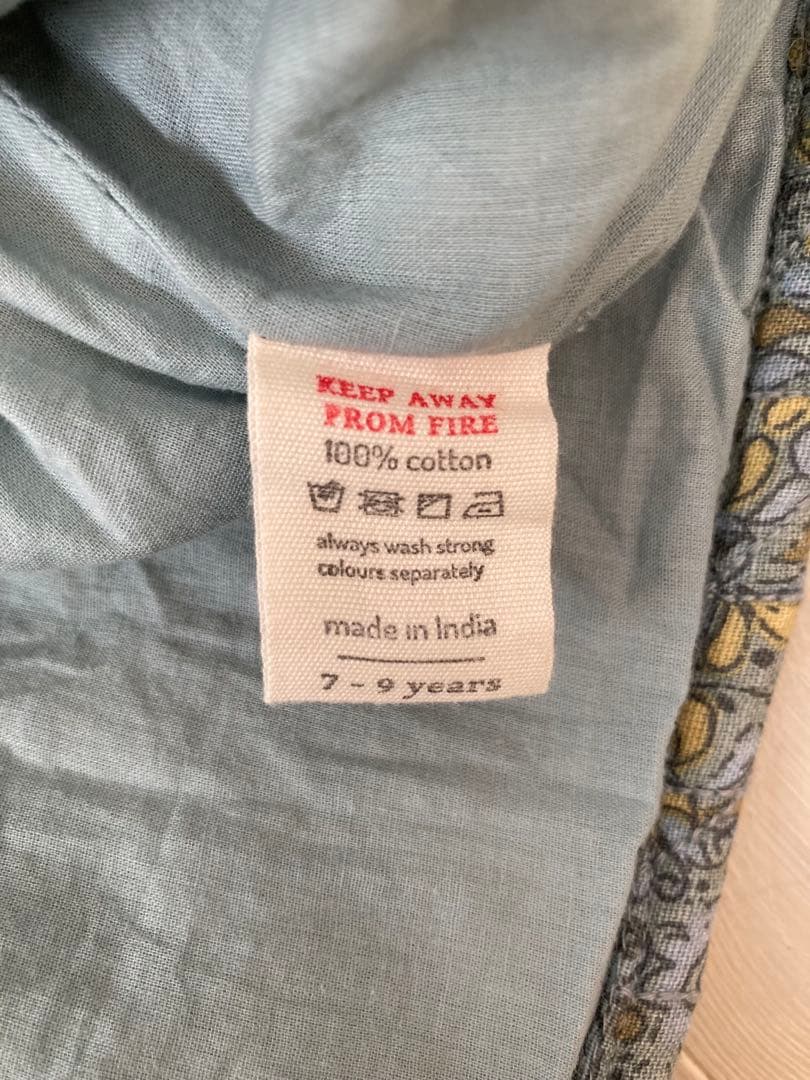 KEEP AWAY
FROM FIRE
100% cotton
always wash strong
colours separately
made in India
7 - 9 years